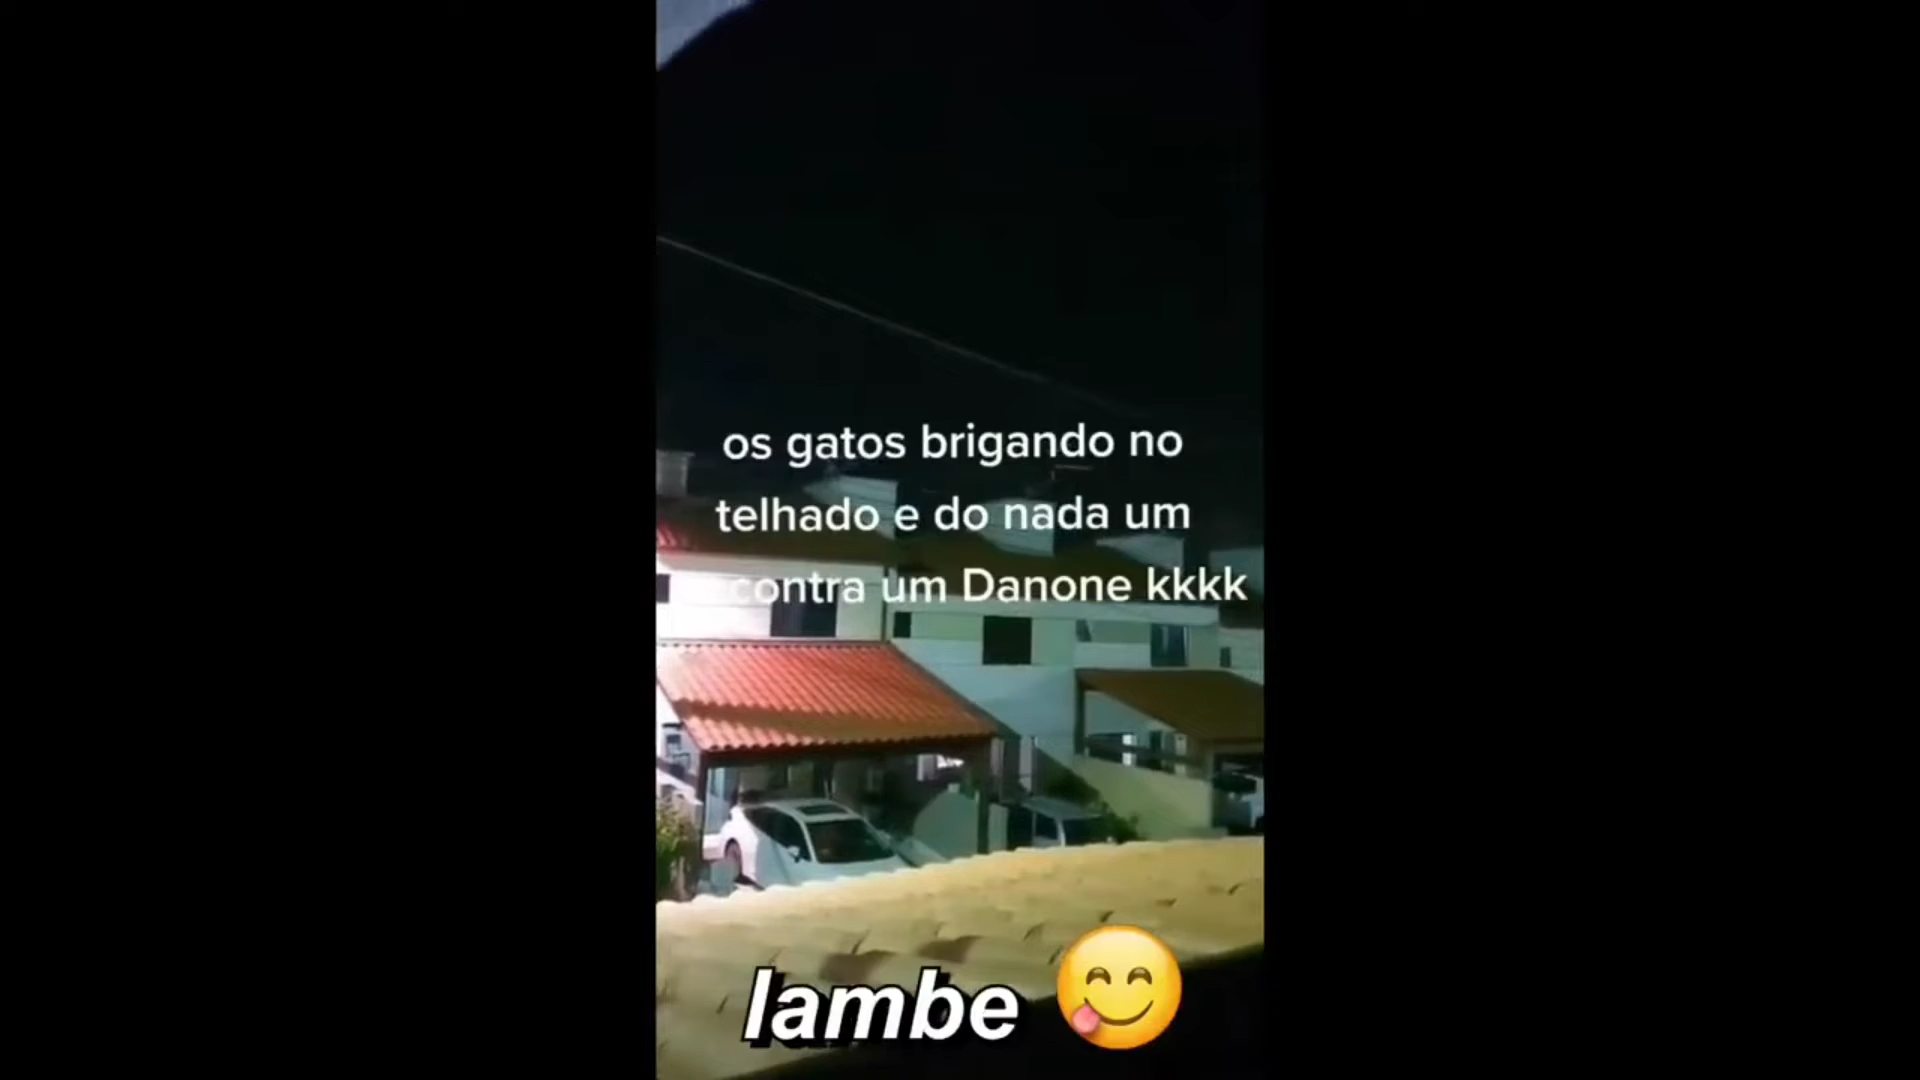 os gatos brigando no
telhado e do nada um
contra um Danone kkkk
lambe 😋